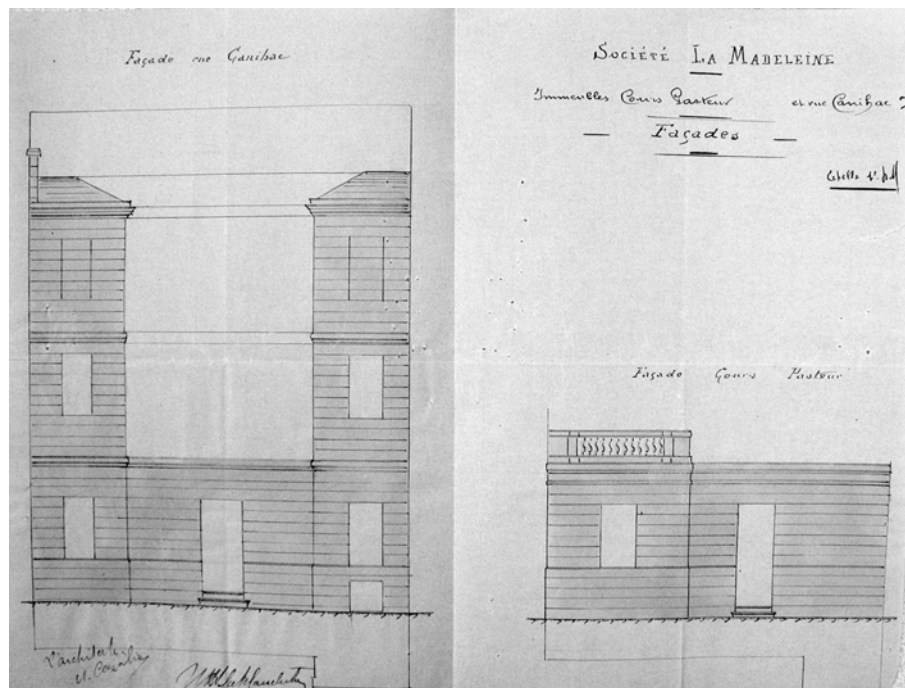 Façade rue Canihac
SOCIÉTÉ LA MADELEINE
Immeubles Cours Pasteur et rue Canihac
Façades
Façade Cours Pasteur
L'architecte